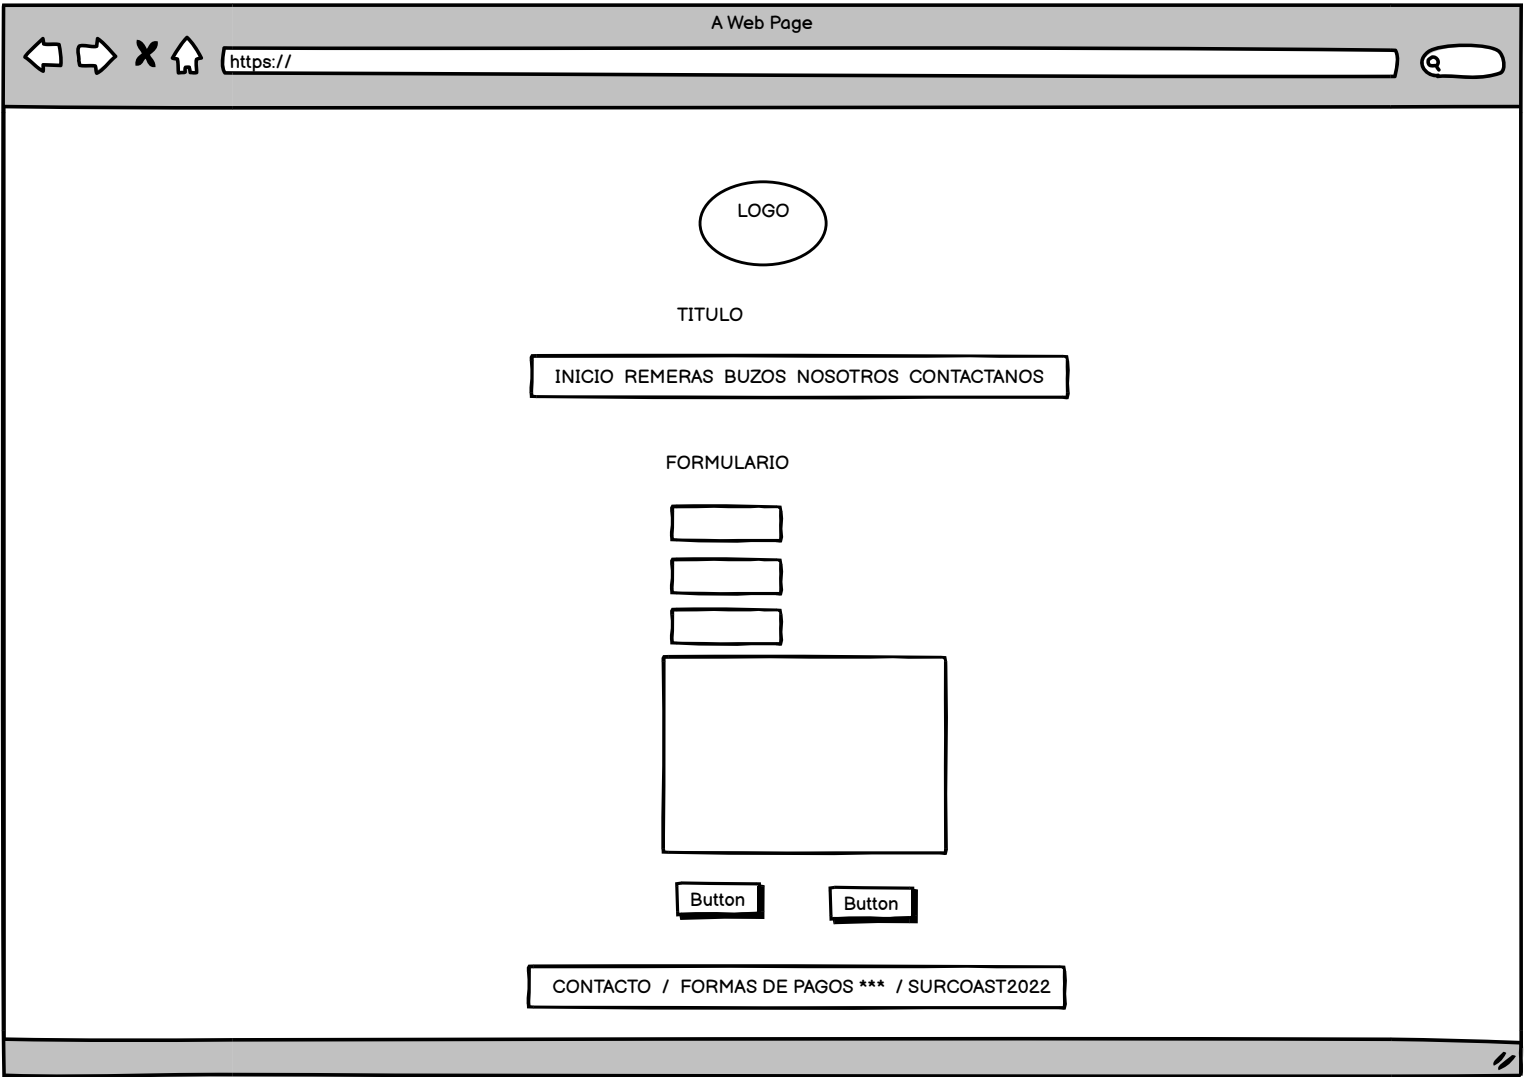 A Web Page
https://
LOGO
TITULO
INICIO REMERAS BUZOS NOSOTROS CONTACTANOS
FORMULARIO
Button Button
CONTACTO / FORMAS DE PAGOS *** / SURCOAST2022